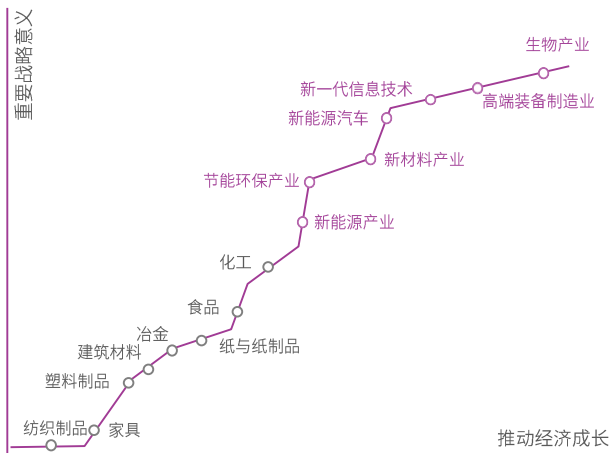 重要战略意义
生物产业
新一代信息技术
高端装备制造业
新能源汽车
新材料产业
节能环保产业
新能源产业
化工
食品
冶金
纸与纸制品
建筑材料
塑料制品
纺织制品
家具
推动经济成长